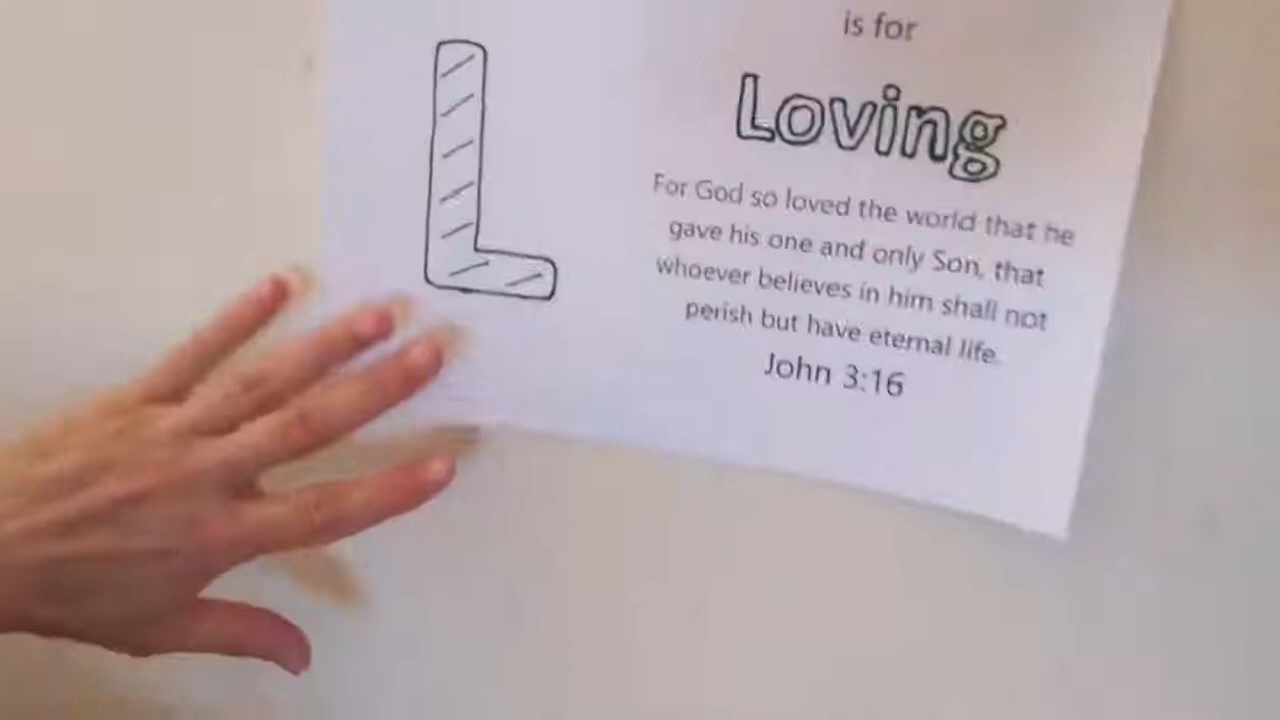 L
is for
Loving
For God so loved the world that he
gave his one and only Son, that
whoever believes in him shall not
perish but have eternal life.
John 3:16